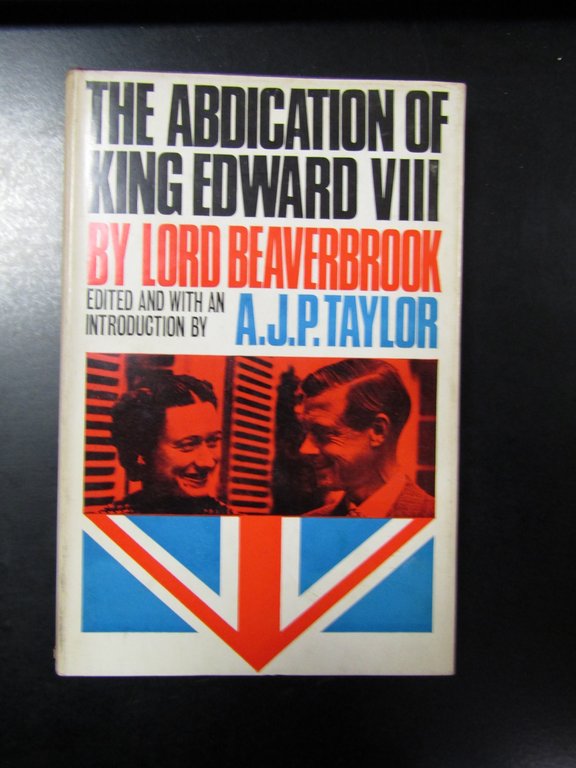 THE ABDICATION OF
KING EDWARD VIII
BY LORD BEAVERBROOK
EDITED AND WITH AN
INTRODUCTION BY A.J.P. TAYLOR